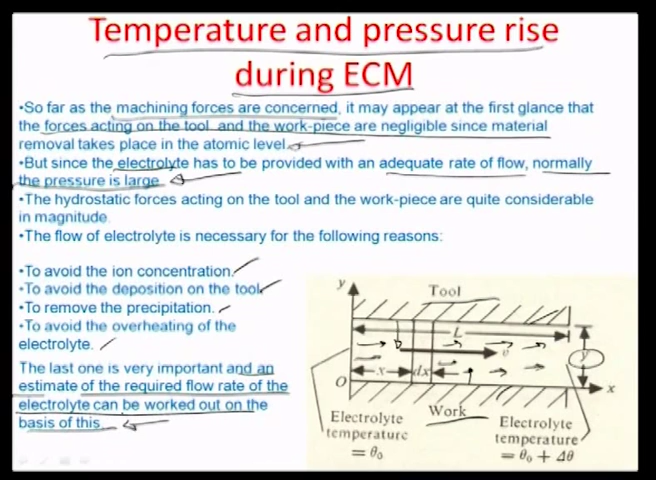 Temperature and pressure rise
during ECM
•So far as the machining forces are concerned, it may appear at the first glance that
the forces acting on the tool and the work-piece are negligible since material
removal takes place in the atomic level.
•But since the electrolyte has to be provided with an adequate rate of flow, normally
the pressure is large.
•The hydrostatic forces acting on the tool and the work-piece are quite considerable
in magnitude.
•The flow of electrolyte is necessary for the following reasons:
•To avoid the ion concentration.
•To avoid the deposition on the tool.
•To remove the precipitation.
•To avoid the overheating of the
electrolyte.
The last one is very important and an
estimate of the required flow rate of the
electrolyte can be worked out on the
basis of this.
y
Tool
L
v
y
x
dx
O
x
Work
Electrolyte
temperature
= θ₀
Electrolyte
temperature
= θ₀ + Δθ